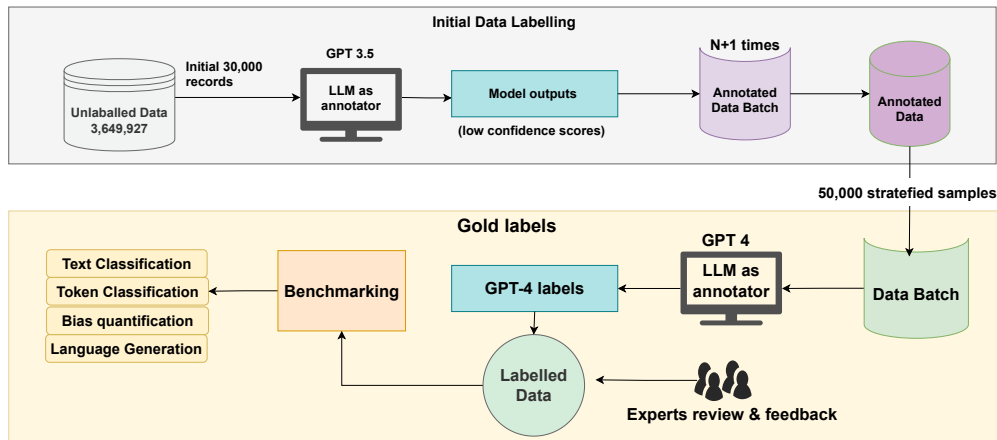 Initial Data Labelling
Unlaballed Data
3,649,927
Initial 30,000
records
GPT 3.5
LLM as
annotator
Model outputs
(low confidence scores)
N+1 times
Annotated
Data Batch
Annotated
Data
50,000 stratefied samples
Gold labels
Data Batch
GPT 4
LLM as
annotator
GPT-4 labels
Labelled
Data
Experts review & feedback
Benchmarking
Text Classification
Token Classification
Bias quantification
Language Generation